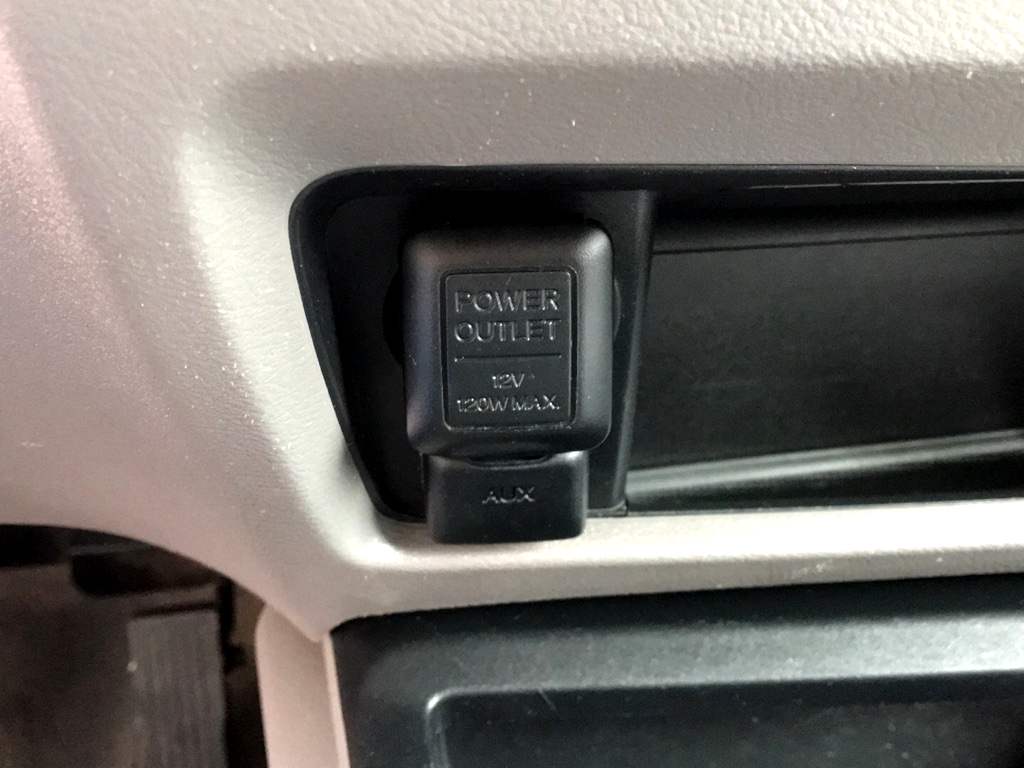 POWER
OUTLET
12V
120W MAX.
AUX